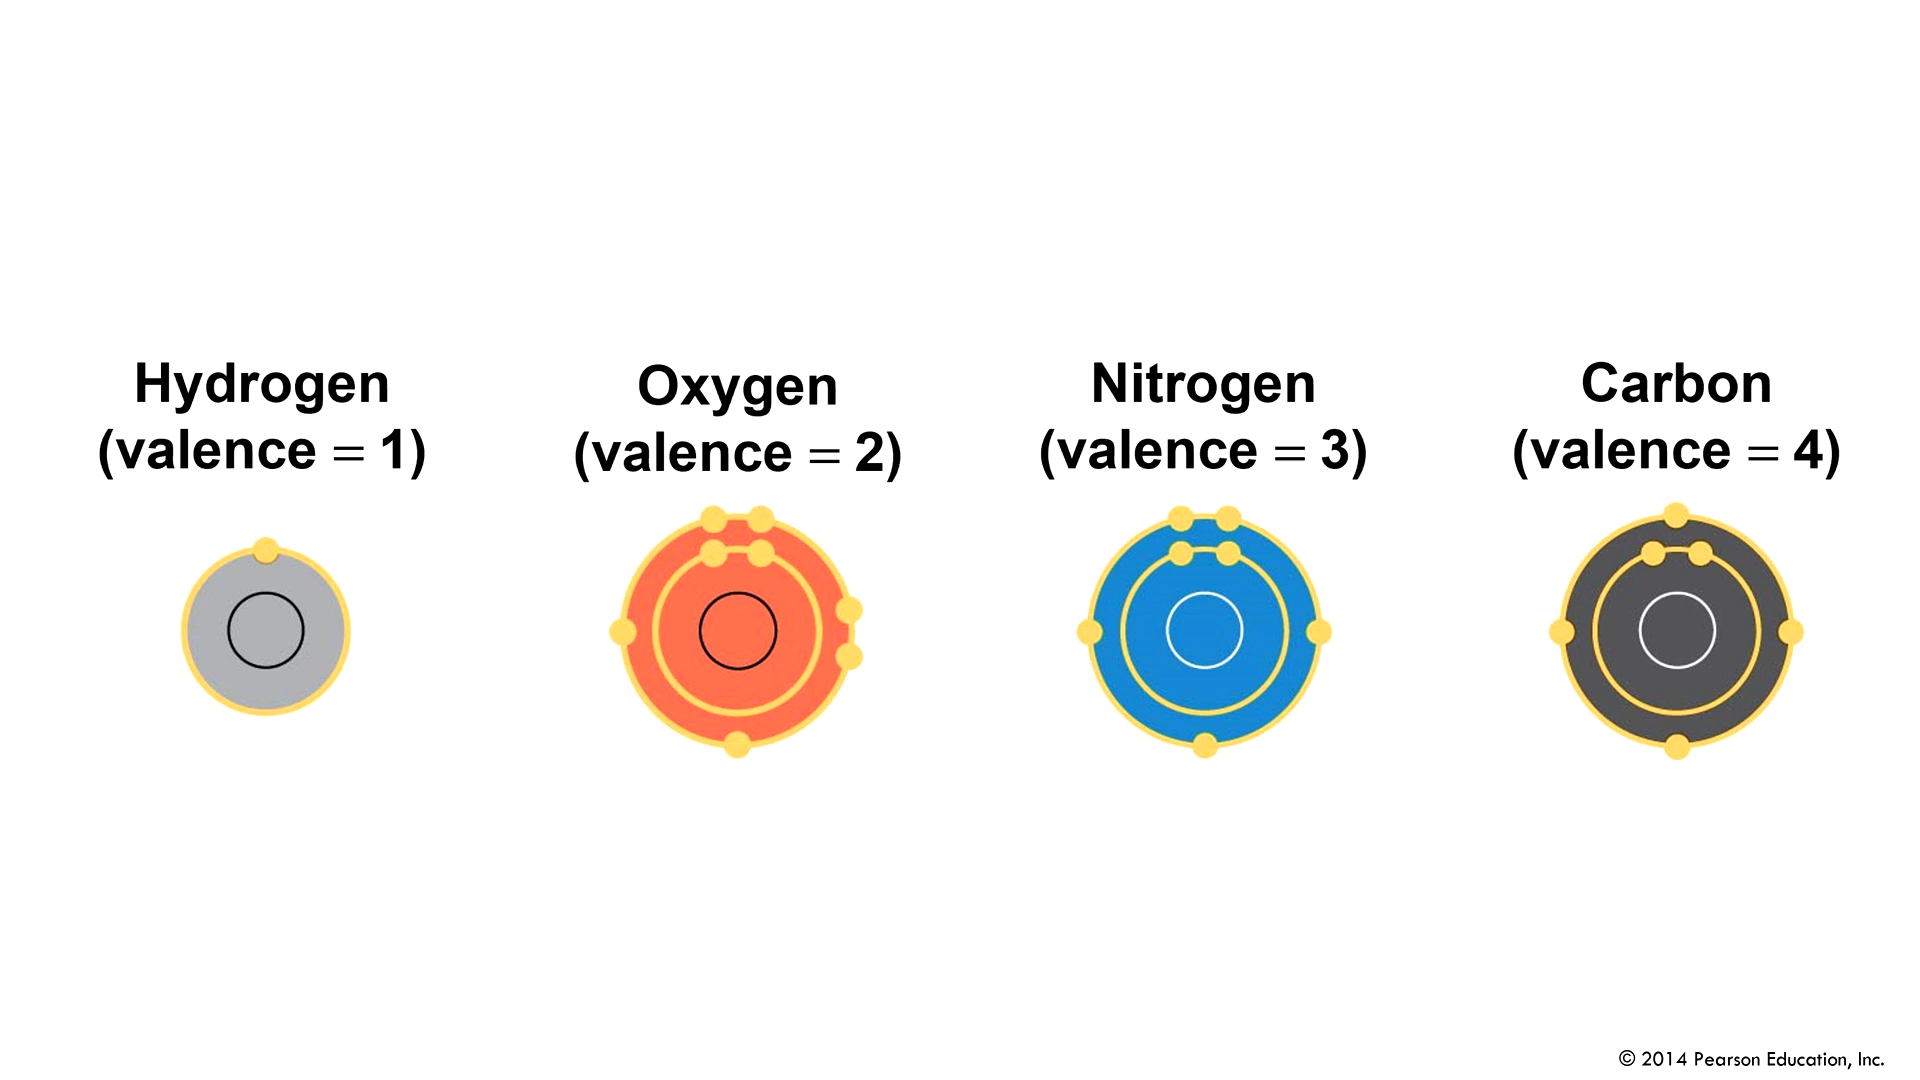 Hydrogen
(valence = 1)
Oxygen
(valence = 2)
Nitrogen
(valence = 3)
Carbon
(valence = 4)
© 2014 Pearson Education, Inc.